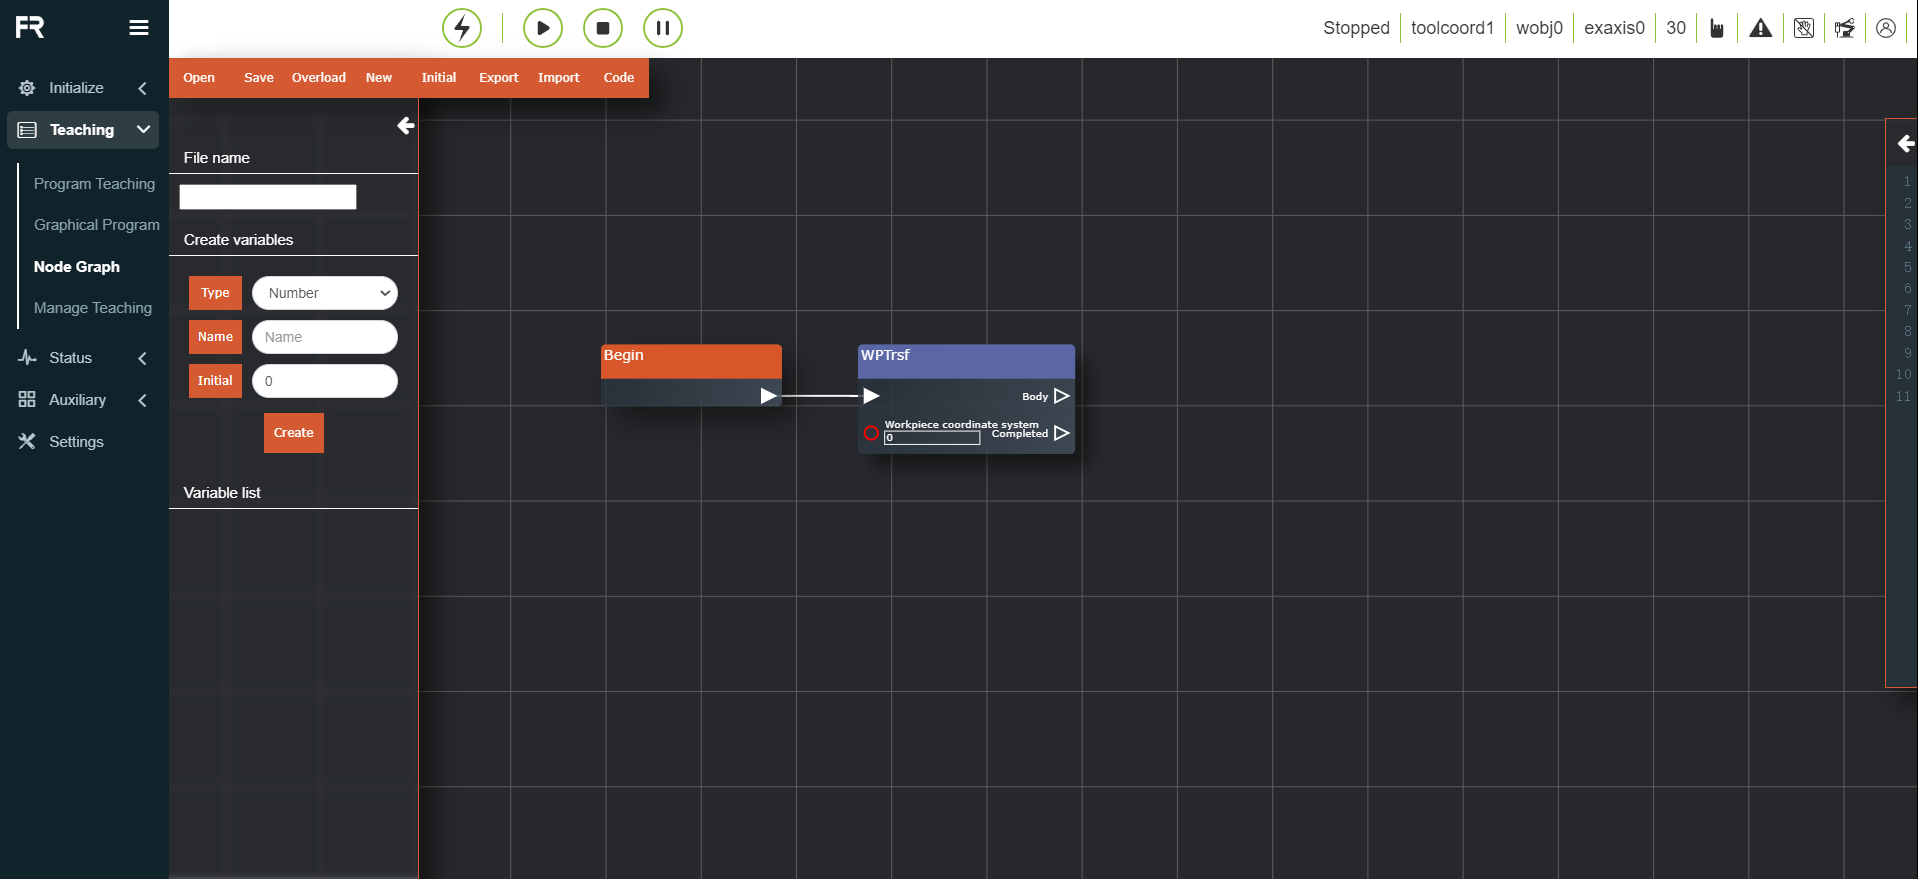 FR
Stopped
toolcoord1
wobj0
exaxis0
30
Open Save Overload New Initial Export Import Code
Initialize
Teaching
Program Teaching
Graphical Program
Node Graph
Manage Teaching
Status
Auxiliary
Settings
File name
Create variables
Type Number
Name Name
Initial 0
Create
Variable list
Begin
WPTrsf
Body
Workpiece coordinate system
0
Completed
1
2
3
4
5
6
7
8
9
10
11